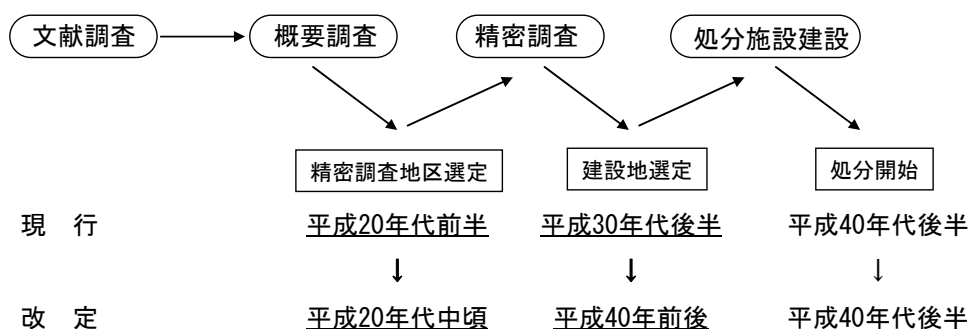 文献調査 概要調査 精密調査 処分施設建設
精密調査地区選定 建設地選定 処分開始
現　行 平成20年代前半 平成30年代後半 平成40年代後半
↓ ↓ ↓
改　定 平成20年代中頃 平成40年前後 平成40年代後半